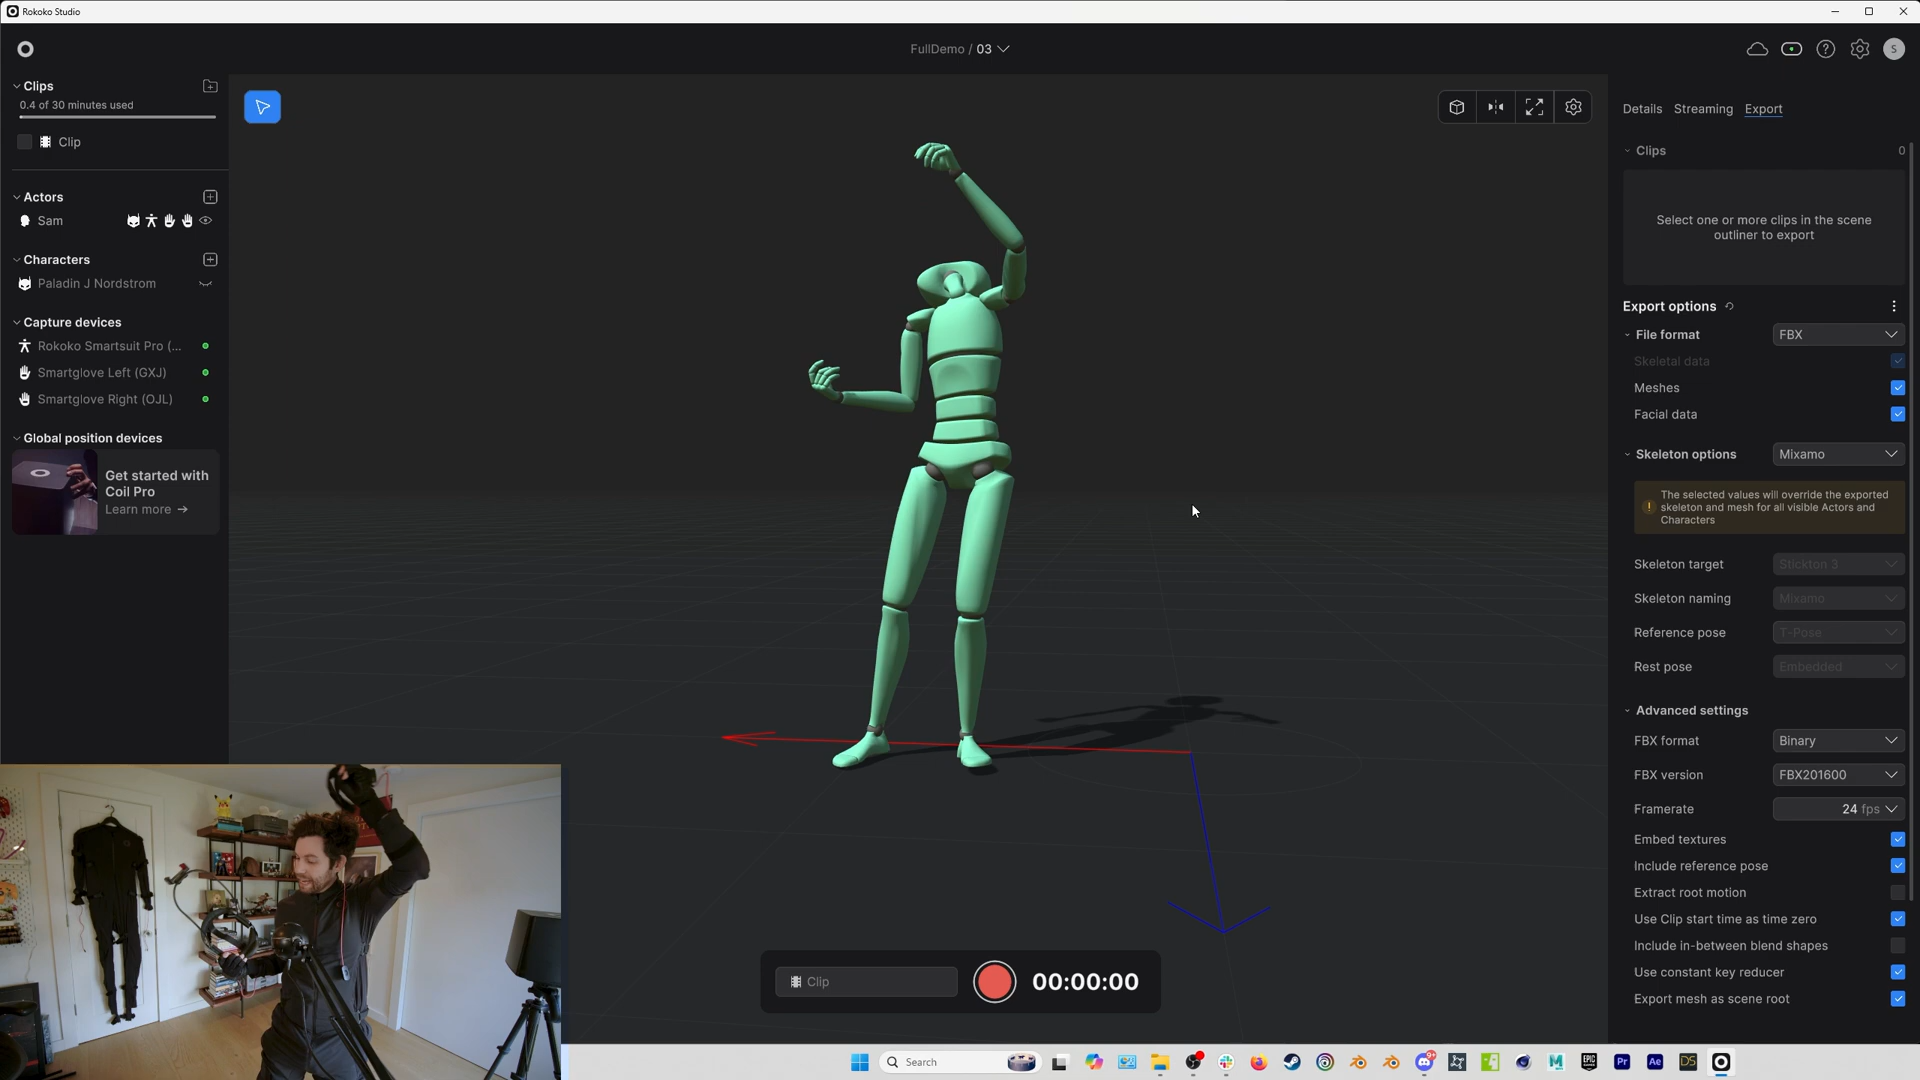 Rokoko Studio
FullDemo / 03
S
Clips
0.4 of 30 minutes used
Clip
Actors
Sam
Characters
Paladin J Nordstrom
Capture devices
Rokoko Smartsuit Pro (...
Smartglove Left (GXJ)
Smartglove Right (OJL)
Global position devices
Get started with
Coil Pro
Learn more →
Details Streaming Export
Clips 0
Select one or more clips in the scene
outliner to export
Export options
File format FBX
Skeletal data
Meshes
Facial data
Skeleton options Mixamo
The selected values will override the exported
skeleton and mesh for all visible Actors and
Characters
Skeleton target Stickton 3
Skeleton naming Mixamo
Reference pose T-Pose
Rest pose Embedded
Advanced settings
FBX format Binary
FBX version FBX201600
Framerate 24 fps
Embed textures
Include reference pose
Extract root motion
Use Clip start time as time zero
Include in-between blend shapes
Use constant key reducer
Export mesh as scene root
Clip
00:00:00
Search
9+
M
EPIC
Pr
Ae
DS